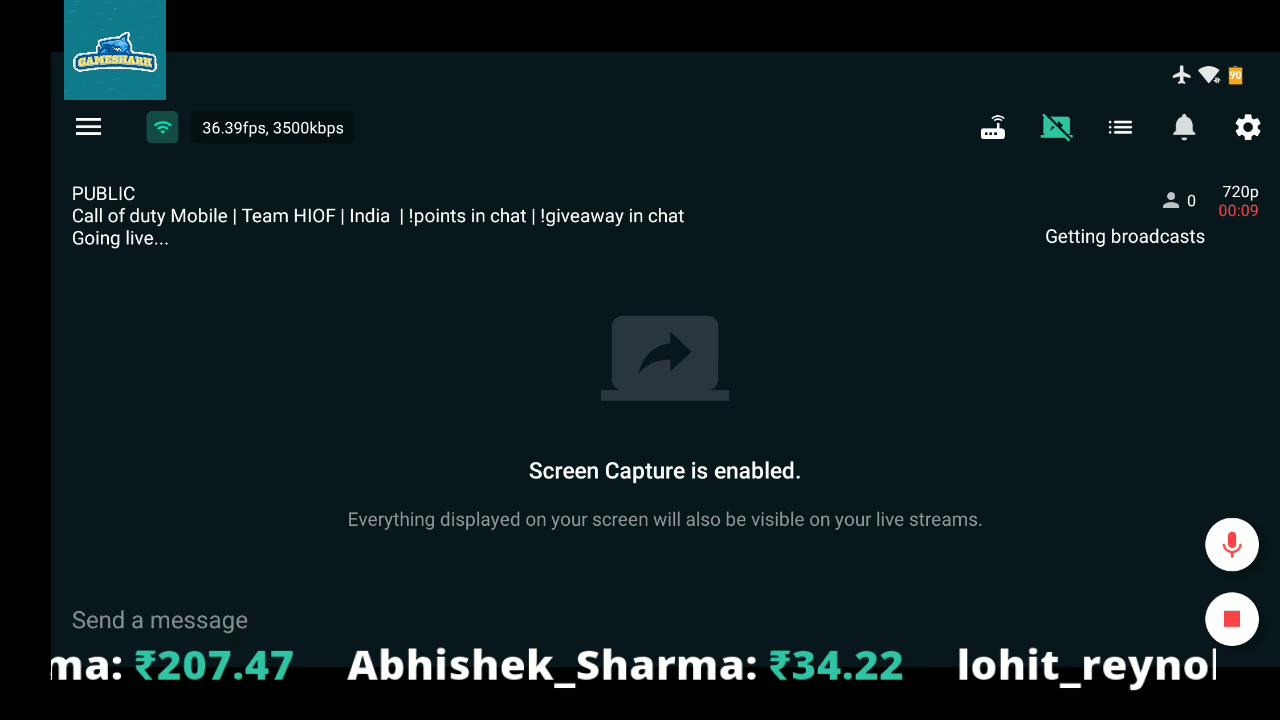 GAMESHARK
90
36.39fps, 3500kbps
PUBLIC
Call of duty Mobile | Team HIOF | India | !points in chat | !giveaway in chat
Going live...
0
720p
00:09
Getting broadcasts
Screen Capture is enabled.
Everything displayed on your screen will also be visible on your live streams.
Send a message
ma: ₹207.47 Abhishek_Sharma: ₹34.22 lohit_reynol